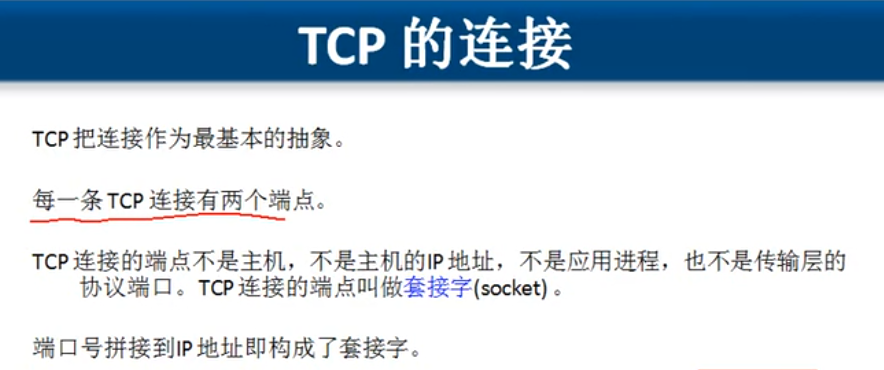 TCP 的连接
TCP 把连接作为最基本的抽象。
每一条 TCP 连接有两个端点。
TCP 连接的端点不是主机，不是主机的IP 地址，不是应用进程，也不是传输层的
协议端口。TCP 连接的端点叫做套接字(socket) 。
端口号拼接到IP 地址即构成了套接字。